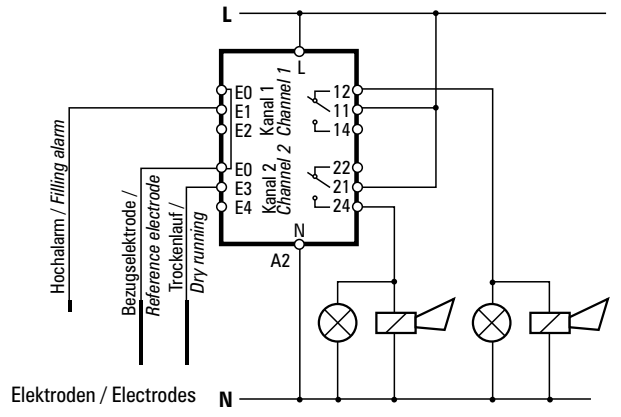 L
L
E0
E1
E2
Kanal 1
Channel 1
12
11
14
E0
E3
E4
Kanal 2
Channel 2
22
21
24
N
A2
Hochalarm / Filling alarm
Bezugselektrode /
Reference electrode
Trockenlauf /
Dry running
Elektroden / Electrodes
N